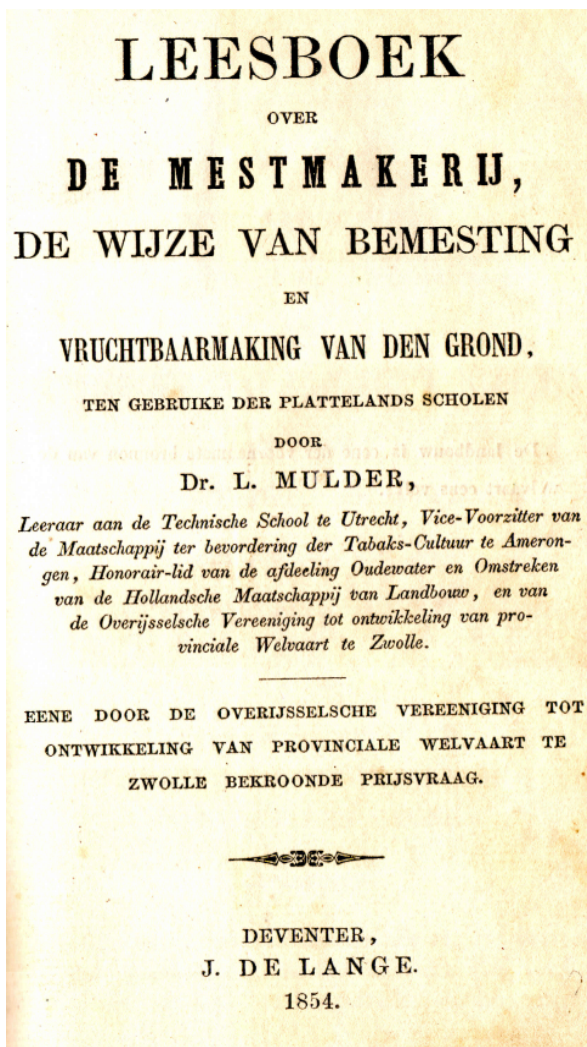 LEESBOEK
OVER
DE MESTMAKERIJ,
DE WIJZE VAN BEMESTING
EN
VRUCHTBAARMAKING VAN DEN GROND,
TEN GEBRUIKE DER PLATTELANDS SCHOLEN
DOOR
Dr. L. MULDER,
Leeraar aan de Technische School te Utrecht, Vice-Voorzitter van
de Maatschappij ter bevordering der Tabaks-Cultuur te Ameron-
gen, Honorair-lid van de afdeeling Oudewater en Omstreken
van de Hollandsche Maatschappij van Landbouw, en van
de Overijsselsche Vereeniging tot ontwikkeling van pro-
vinciale Welvaart te Zwolle.
EENE DOOR DE OVERIJSSELSCHE VEREENIGING TOT
ONTWIKKELING VAN PROVINCIALE WELVAART TE
ZWOLLE BEKROONDE PRIJSVRAAG.
DEVENTER,
J. DE LANGE.
1854.